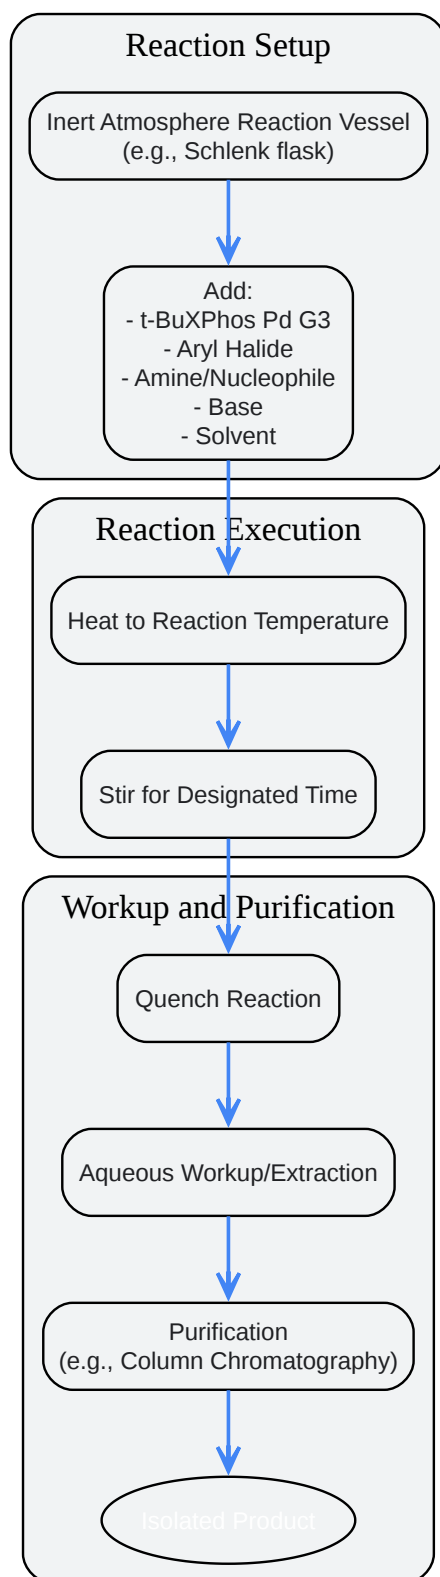 Reaction Setup
Inert Atmosphere Reaction Vessel
(e.g., Schlenk flask)
Add:
- t-BuXPhos Pd G3
- Aryl Halide
- Amine/Nucleophile
- Base
- Solvent
Reaction Execution
Heat to Reaction Temperature
Stir for Designated Time
Workup and Purification
Quench Reaction
Aqueous Workup/Extraction
Purification
(e.g., Column Chromatography)
Isolated Product